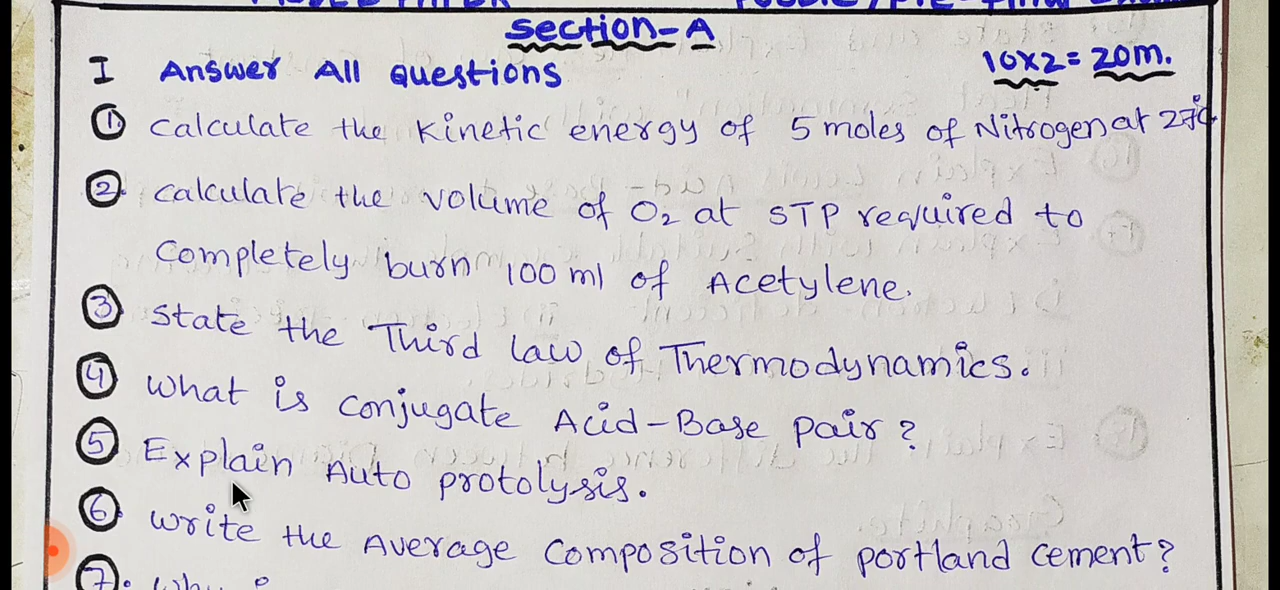 Section-A
I Answer All questions 10x2=20m.
1. Calculate the Kinetic energy of 5 moles of Nitrogen at 27°C
2. Calculate the volume of O2 at STP required to
Completely burn 100 ml of Acetylene.
3 State the Third law of Thermodynamics.
4 What is Conjugate Acid-Base pair?
5 Explain Auto protolysis.
6. Write the Average Composition of portland Cement?
7.